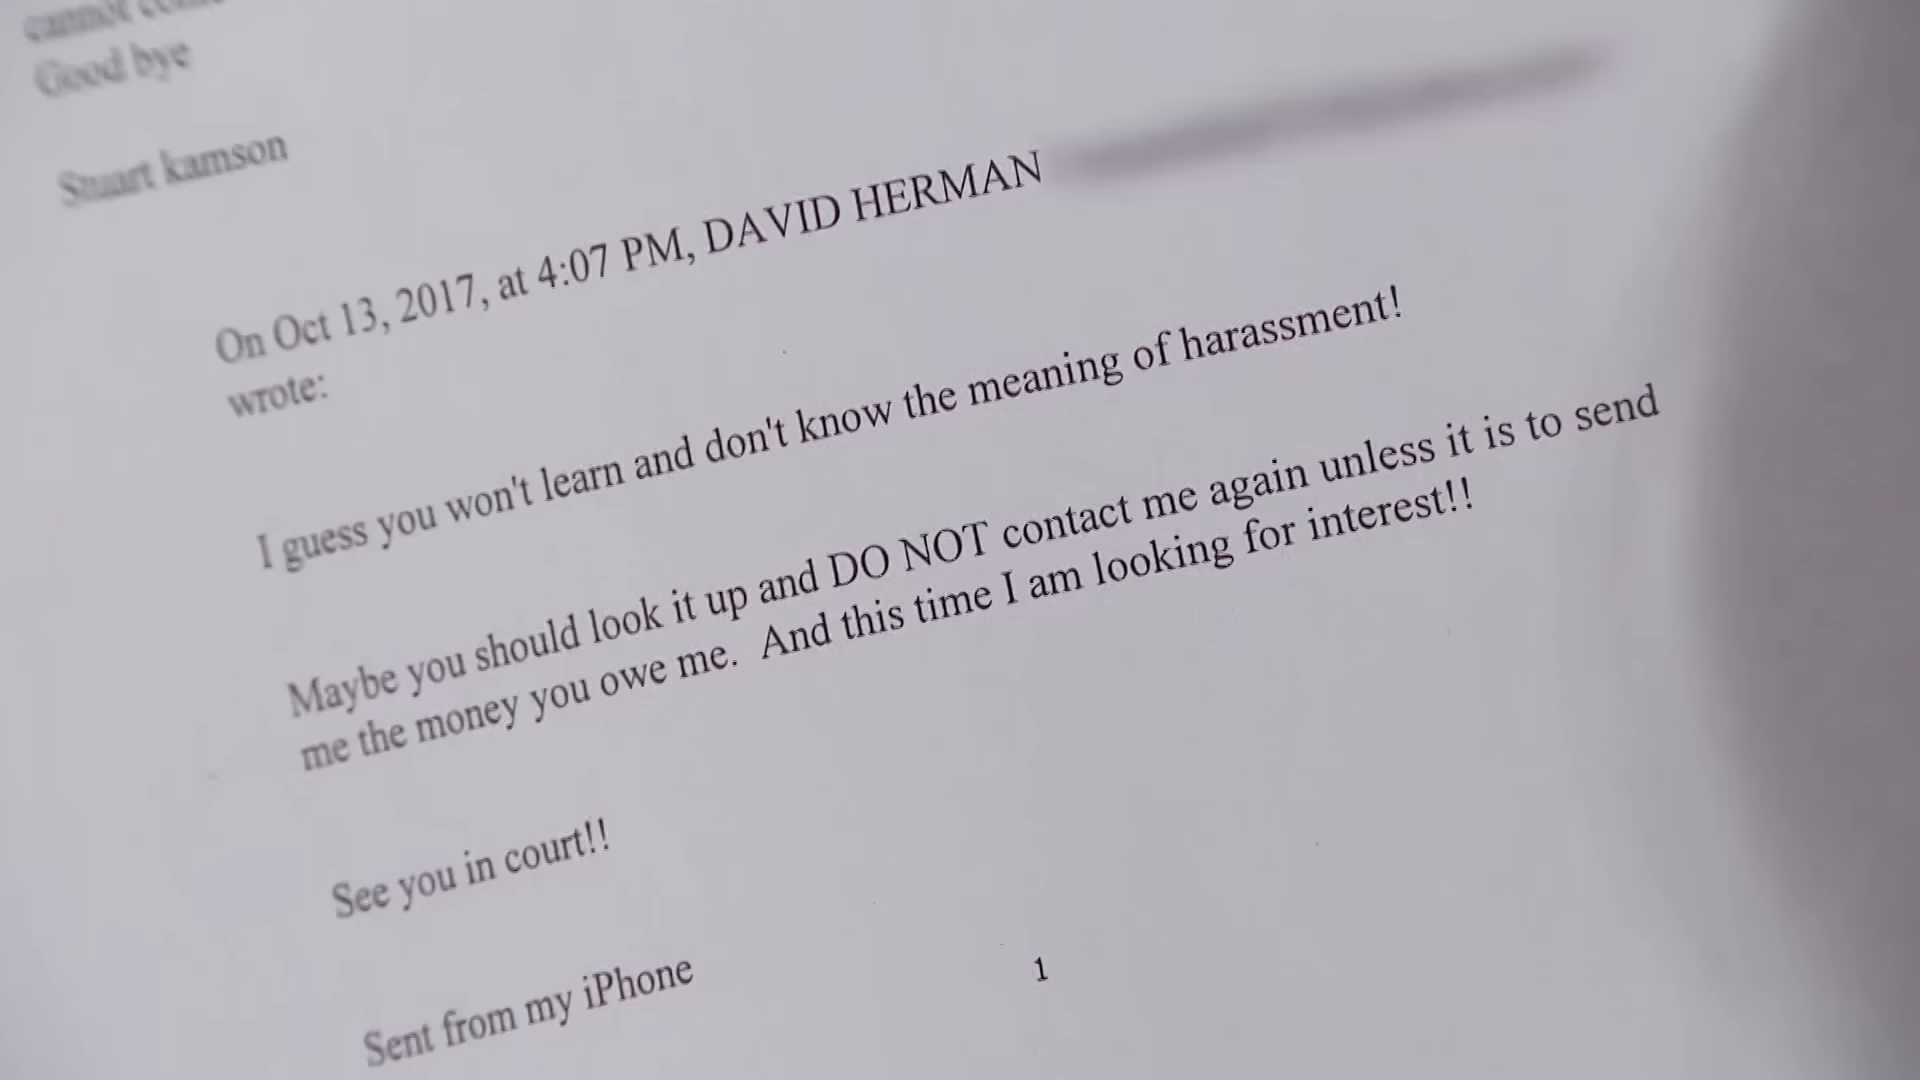 cannot
Good bye
Stuart kamson
On Oct 13, 2017, at 4:07 PM, DAVID HERMAN
wrote:
I guess you won't learn and don't know the meaning of harassment!
Maybe you should look it up and DO NOT contact me again unless it is to send
me the money you owe me.  And this time I am looking for interest!!
See you in court!!
Sent from my iPhone
1